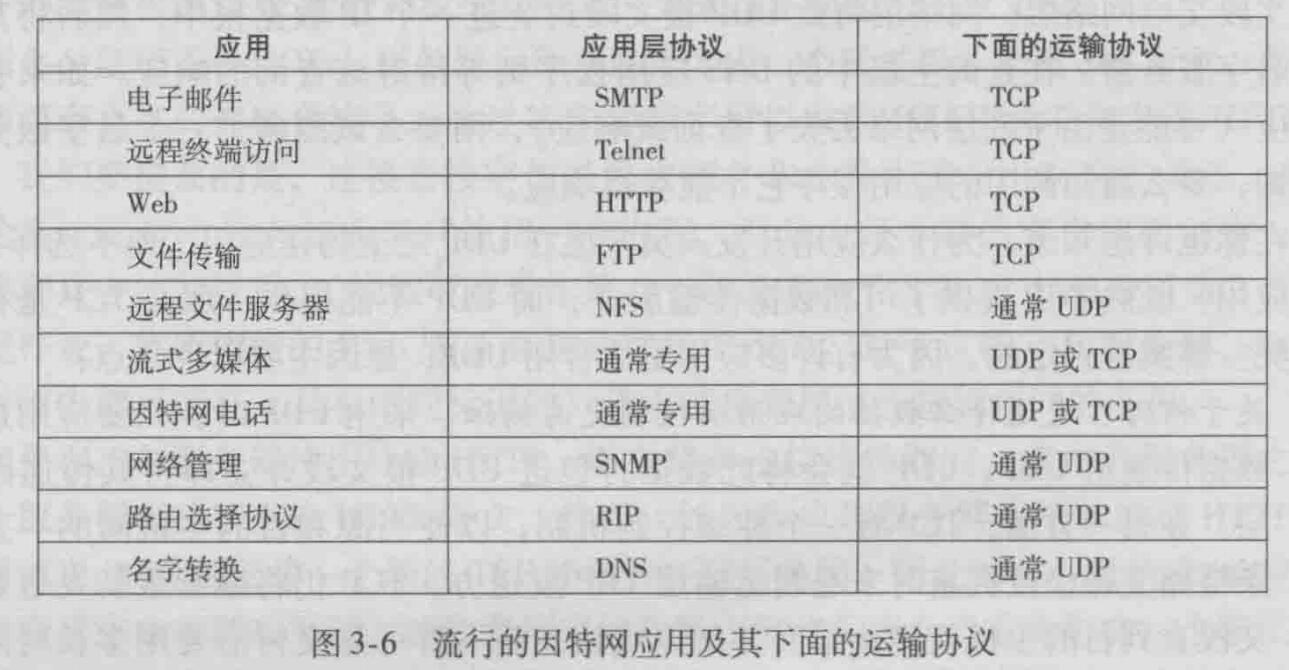 应用 应用层协议 下面的运输协议
电子邮件 SMTP TCP
远程终端访问 Telnet TCP
Web HTTP TCP
文件传输 FTP TCP
远程文件服务器 NFS 通常 UDP
流式多媒体 通常专用 UDP 或 TCP
因特网电话 通常专用 UDP 或 TCP
网络管理 SNMP 通常 UDP
路由选择协议 RIP 通常 UDP
名字转换 DNS 通常 UDP
图 3-6 流行的因特网应用及其下面的运输协议